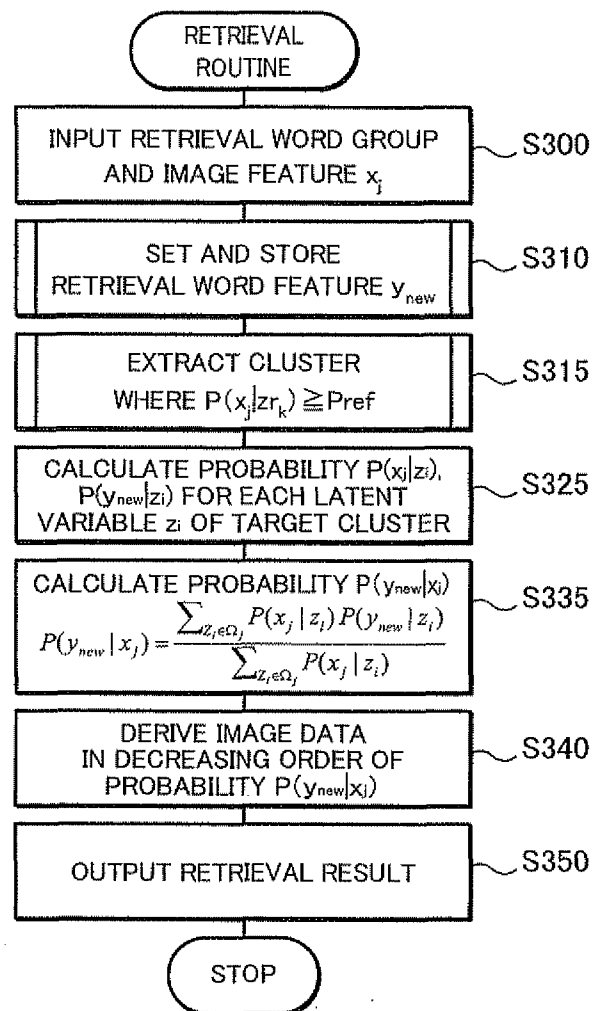 RETRIEVAL
ROUTINE
INPUT RETRIEVAL WORD GROUP
AND IMAGE FEATURE xj
S300
SET AND STORE
RETRIEVAL WORD FEATURE ynew
S310
EXTRACT CLUSTER
WHERE P(xj|zrk) ≧ Pref
S315
CALCULATE PROBABILITY P(xj|zi),
P(ynew|zi) FOR EACH LATENT
VARIABLE zi OF TARGET CLUSTER
S325
CALCULATE PROBABILITY P(ynew|xj)
P(ynew | xj) = ∑Zi∈Ωj P(xj | zi) P(ynew | zi) / ∑Zi∈Ωj P(xj | zi)
S335
DERIVE IMAGE DATA
IN DECREASING ORDER OF
PROBABILITY P(ynew|xj)
S340
OUTPUT RETRIEVAL RESULT
S350
STOP